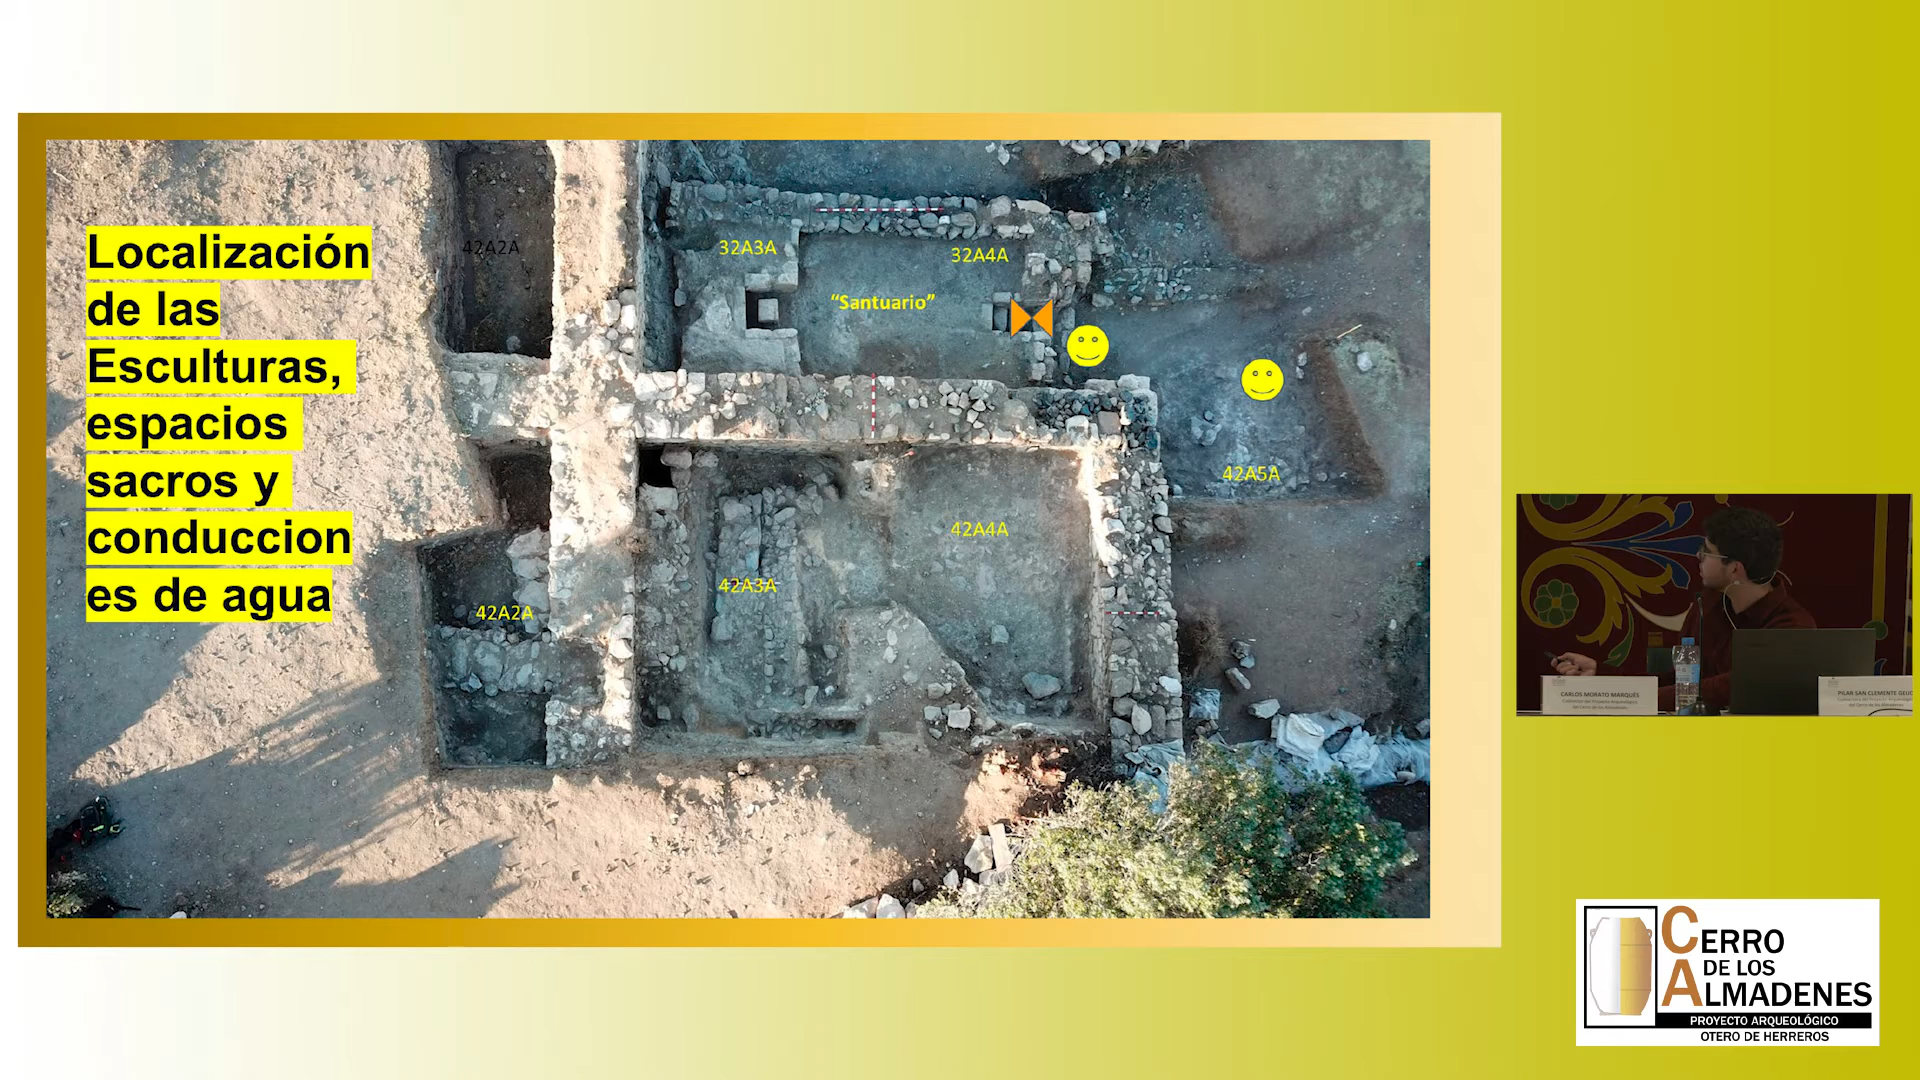 Localización
de las
Esculturas,
espacios
sacros y
conduccion
es de agua
42A2A
32A3A
32A4A
“Santuario”
42A5A
42A4A
42A3A
42A2A
CARLOS MORATO MARQUÉS
PILAR SAN CLEMENTE
CERRO
DE LOS
ALMADENES
PROYECTO ARQUEOLÓGICO
OTERO DE HERREROS